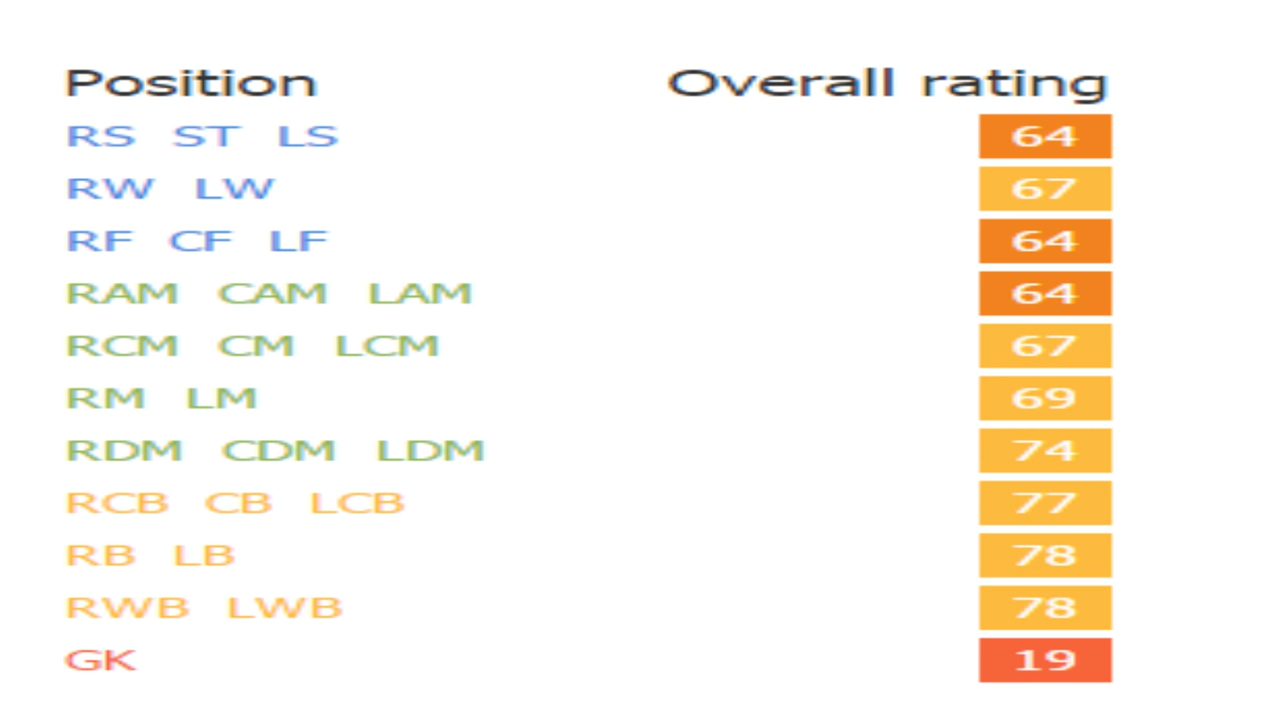 Position Overall rating
RS ST LS 64
RW LW 67
RF CF LF 64
RAM CAM LAM 64
RCM CM LCM 67
RM LM 69
RDM CDM LDM 74
RCB CB LCB 77
RB LB 78
RWB LWB 78
GK 19